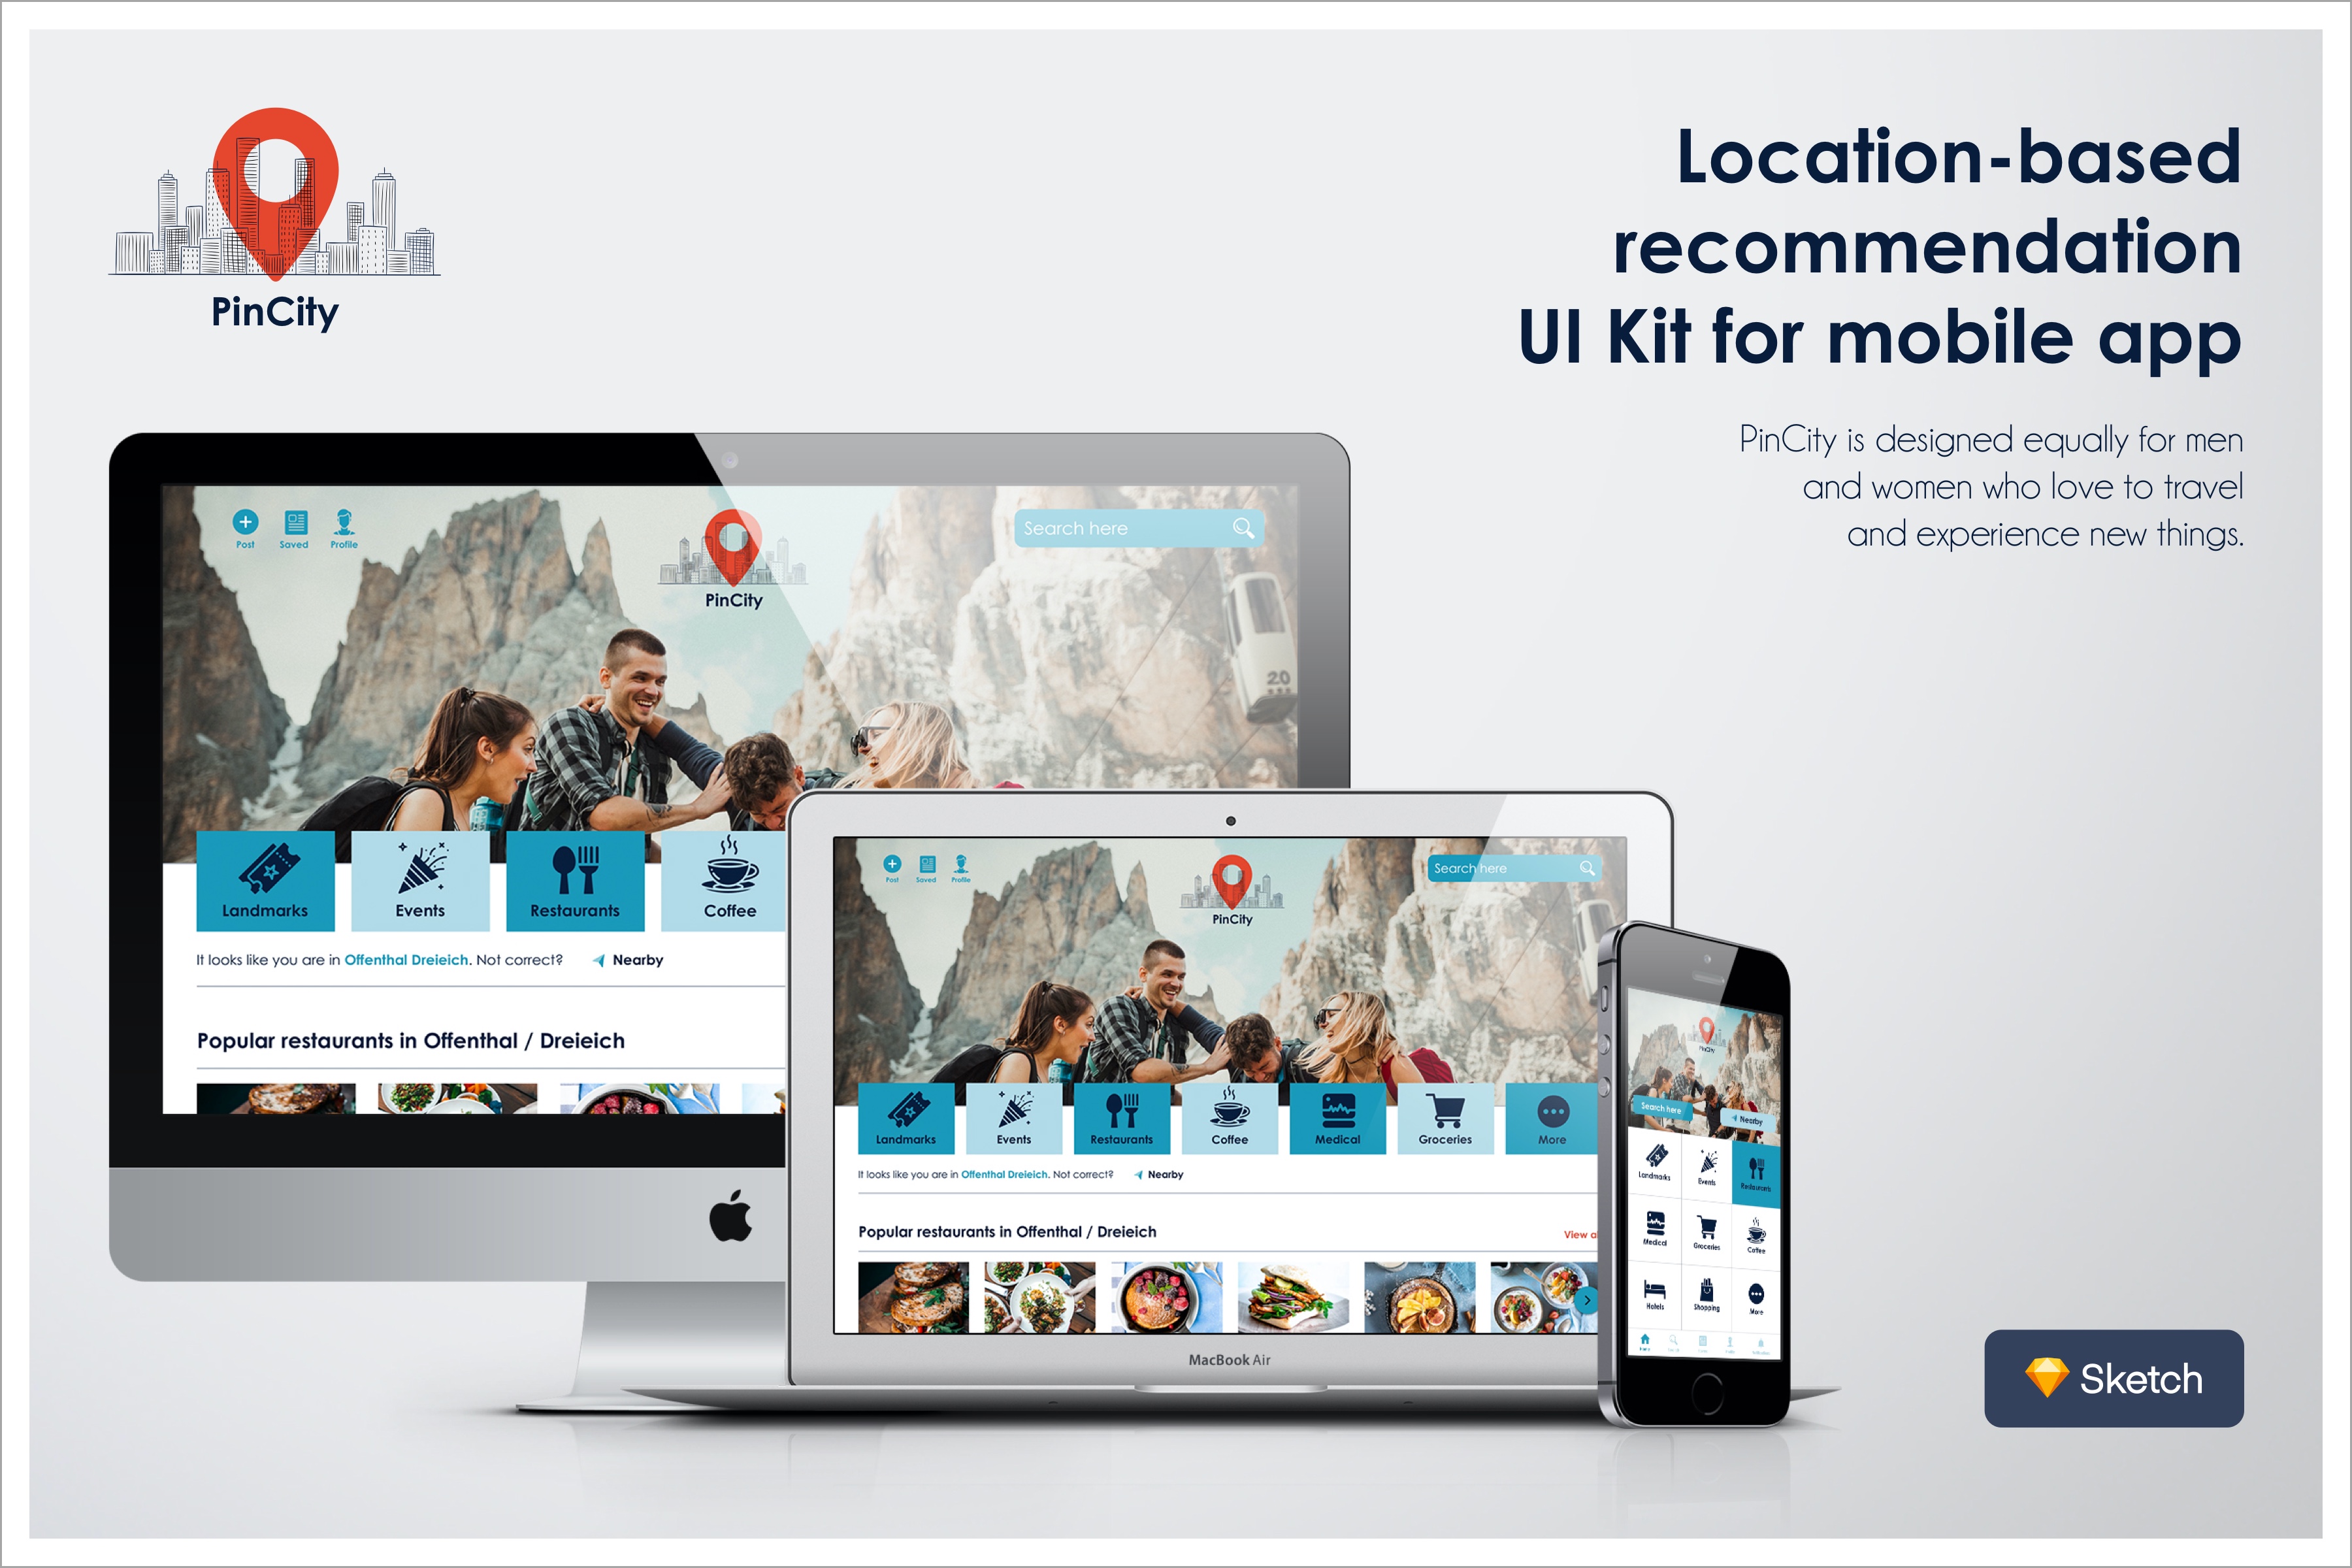 PinCity
Location-based
recommendation
UI Kit for mobile app
PinCity is designed equally for men
and women who love to travel
and experience new things.
Post
Saved
Profile
PinCity
Search here
20
Landmarks
Events
Restaurants
Coffee
It looks like you are in Offenthal Dreieich. Not correct?
Nearby
Popular restaurants in Offenthal / Dreieich
Post
Saved
Profile
PinCity
Search here
Landmarks
Events
Restaurants
Coffee
Medical
Groceries
More
It looks like you are in Offenthal Dreieich. Not correct?
Nearby
Popular restaurants in Offenthal / Dreieich
View al
MacBook Air
PinCity
Search here
Nearby
Landmarks
Events
Restaurants
Medical
Groceries
Coffee
Hotels
Shopping
More
Sketch